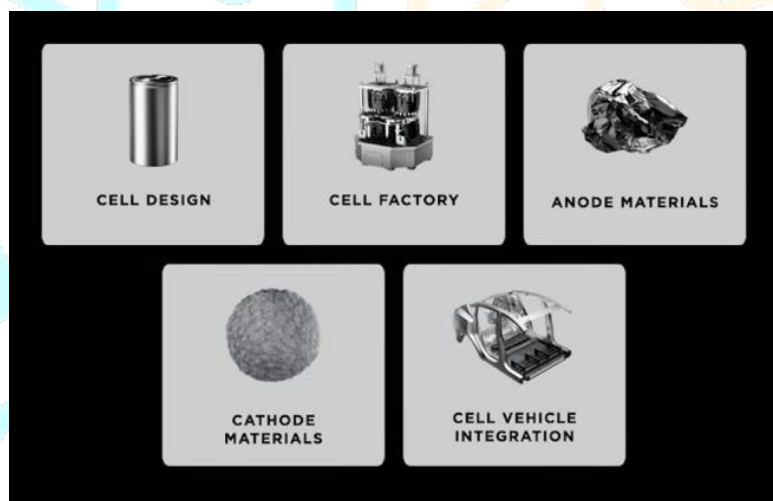 CELL DESIGN
CELL FACTORY
ANODE MATERIALS
CATHODE
MATERIALS
CELL VEHICLE
INTEGRATION